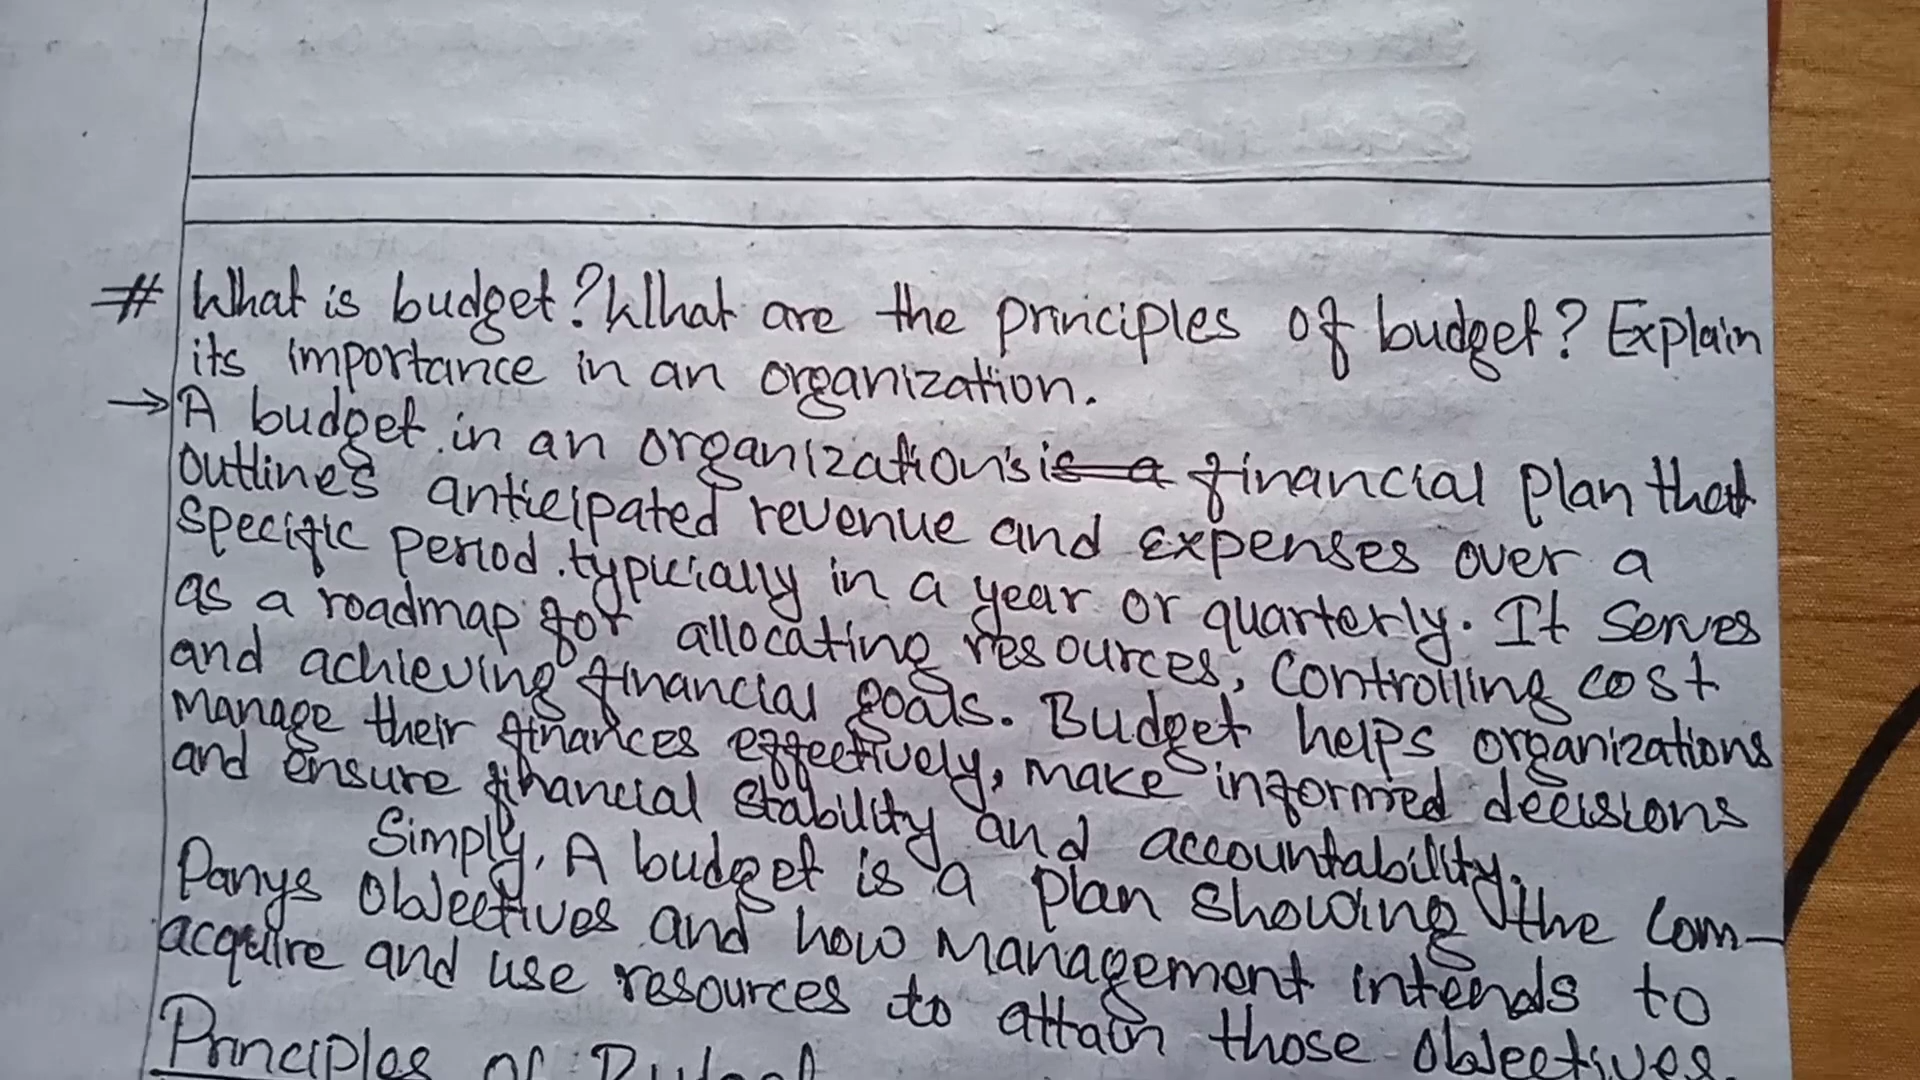 # What is budget? What are the principles of budget? Explain
its importance in an organization.
→ A budget in an organization's is a financial plan that
outlines anticipated revenue and expenses over a
specific period. typicially in a year or quarterly. It serves
as a roadmap for allocating resources, controlling cost
and achieving financial goals. Budget helps organizations
manage their finances effectively, make informed decisions
and ensure financial stability and accountability.
Simply, A budget is a plan showing the com-
panys objectives and how management intends to
acquire and use resources to attain those objectives.
Principles of Budget